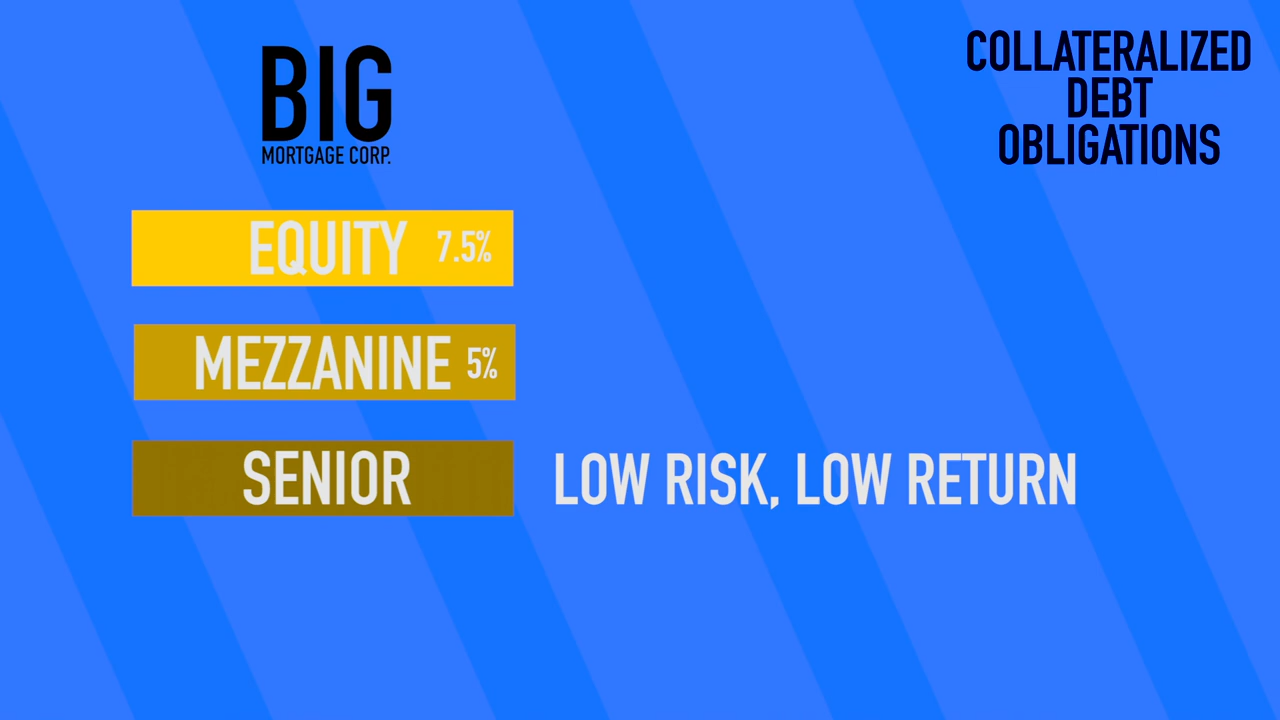 BIG
MORTGAGE CORP.
COLLATERALIZED
DEBT
OBLIGATIONS
EQUITY 7.5%
MEZZANINE 5%
SENIOR LOW RISK, LOW RETURN